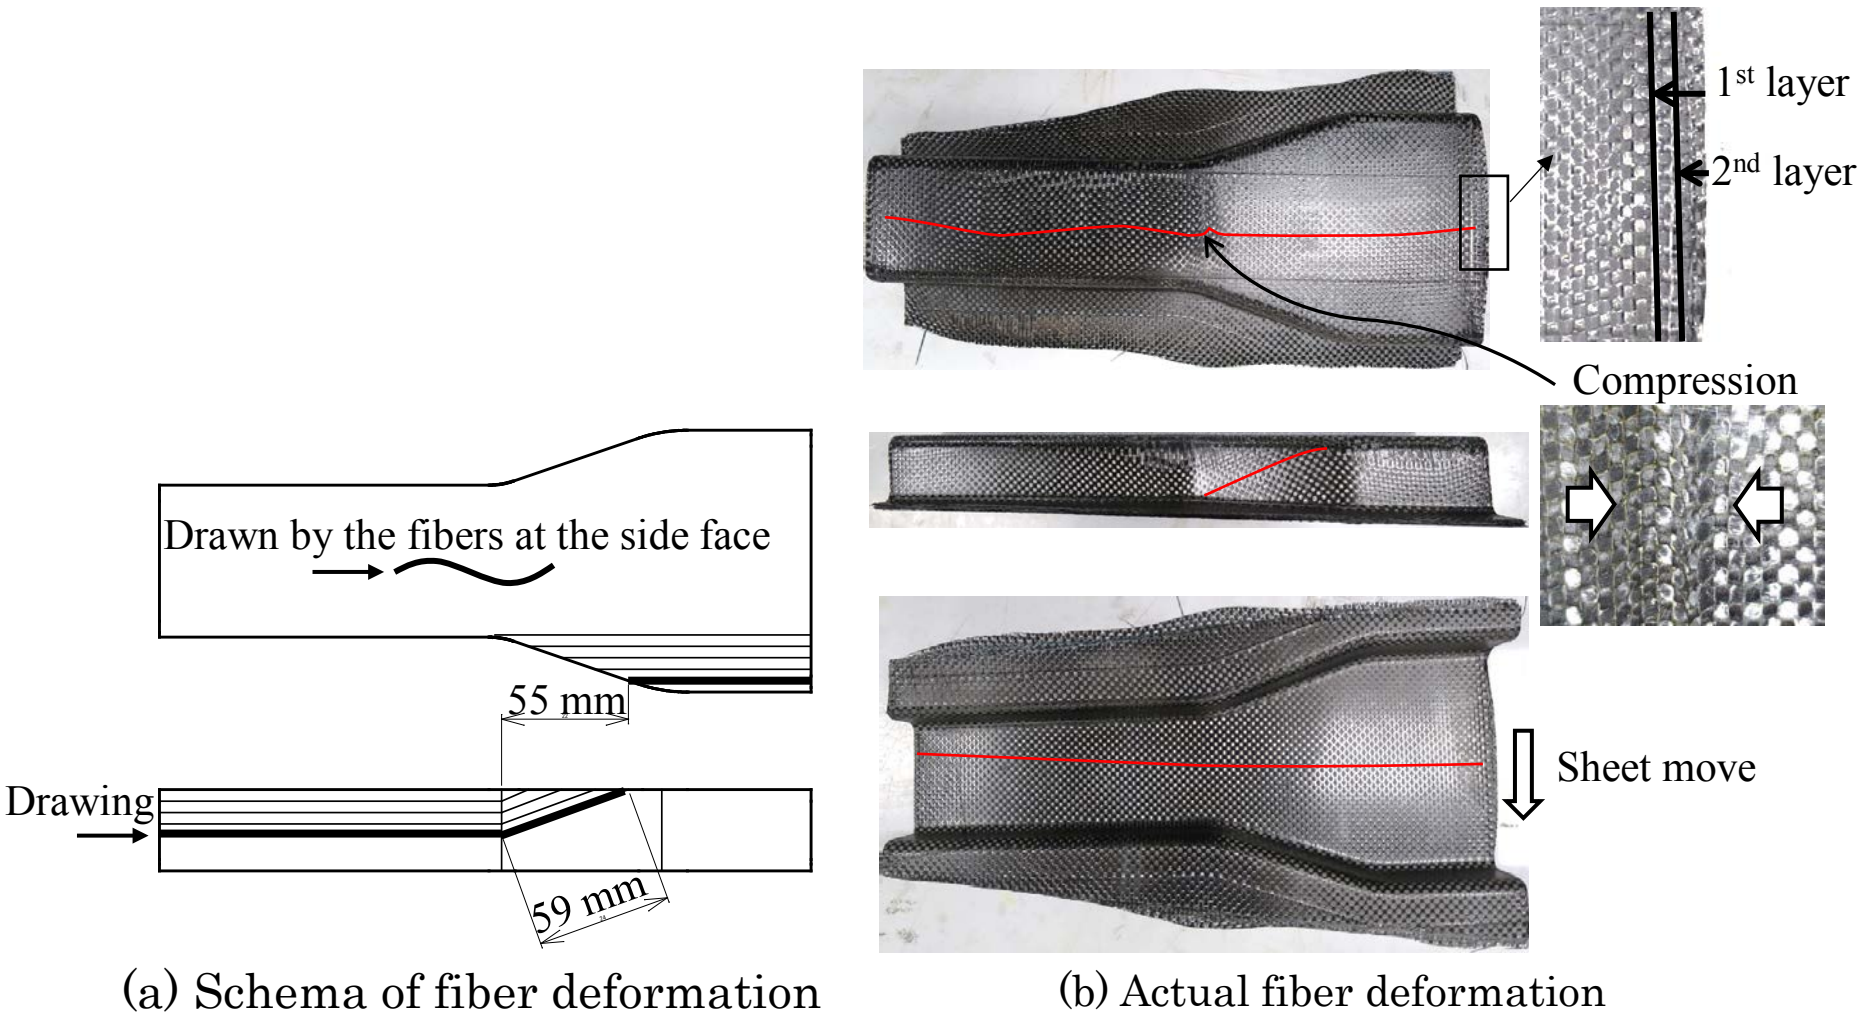 1st layer
2nd layer
Compression
Drawn by the fibers at the side face
55 mm
Drawing
59 mm
Sheet move
(a) Schema of fiber deformation
(b) Actual fiber deformation